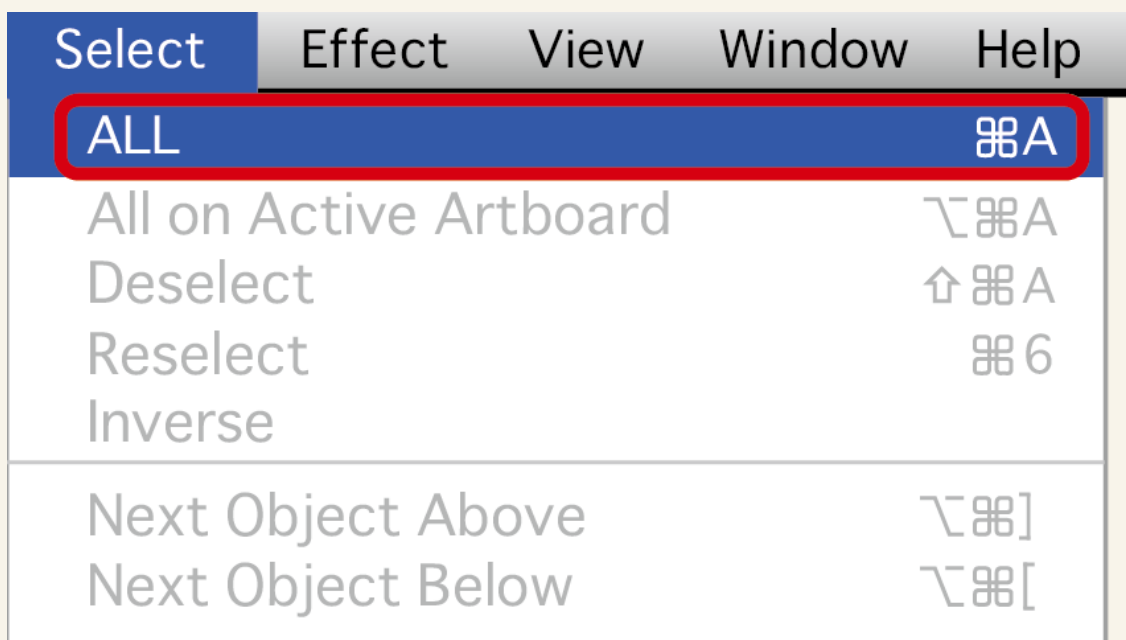 Select Effect View Window Help
ALL ⌘A
All on Active Artboard ⌥⌘A
Deselect ⇧⌘A
Reselect ⌘6
Inverse
Next Object Above ⌥⌘]
Next Object Below ⌥⌘[